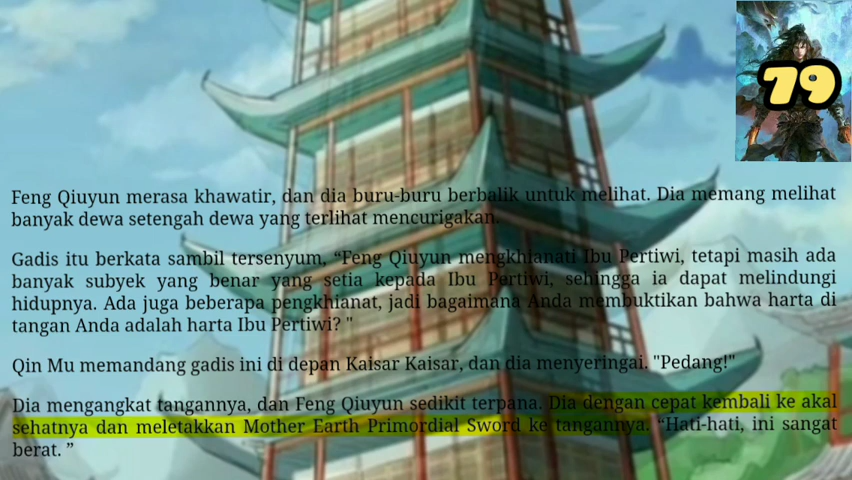 79
Feng Qiuyun merasa khawatir, dan dia buru-buru berbalik untuk melihat. Dia memang melihat
banyak dewa setengah dewa yang terlihat mencurigakan.
Gadis itu berkata sambil tersenyum, “Feng Qiuyun mengkhianati Ibu Pertiwi, tetapi masih ada
banyak subyek yang benar yang setia kepada Ibu Pertiwi, sehingga ia dapat melindungi
hidupnya. Ada juga beberapa pengkhianat, jadi bagaimana Anda membuktikan bahwa harta di
tangan Anda adalah harta Ibu Pertiwi? "
Qin Mu memandang gadis ini di depan Kaisar Kaisar, dan dia menyeringai. "Pedang!"
Dia mengangkat tangannya, dan Feng Qiuyun sedikit terpana. Dia dengan cepat kembali ke akal
sehatnya dan meletakkan Mother Earth Primordial Sword ke tangannya. “Hati-hati, ini sangat
berat. ”